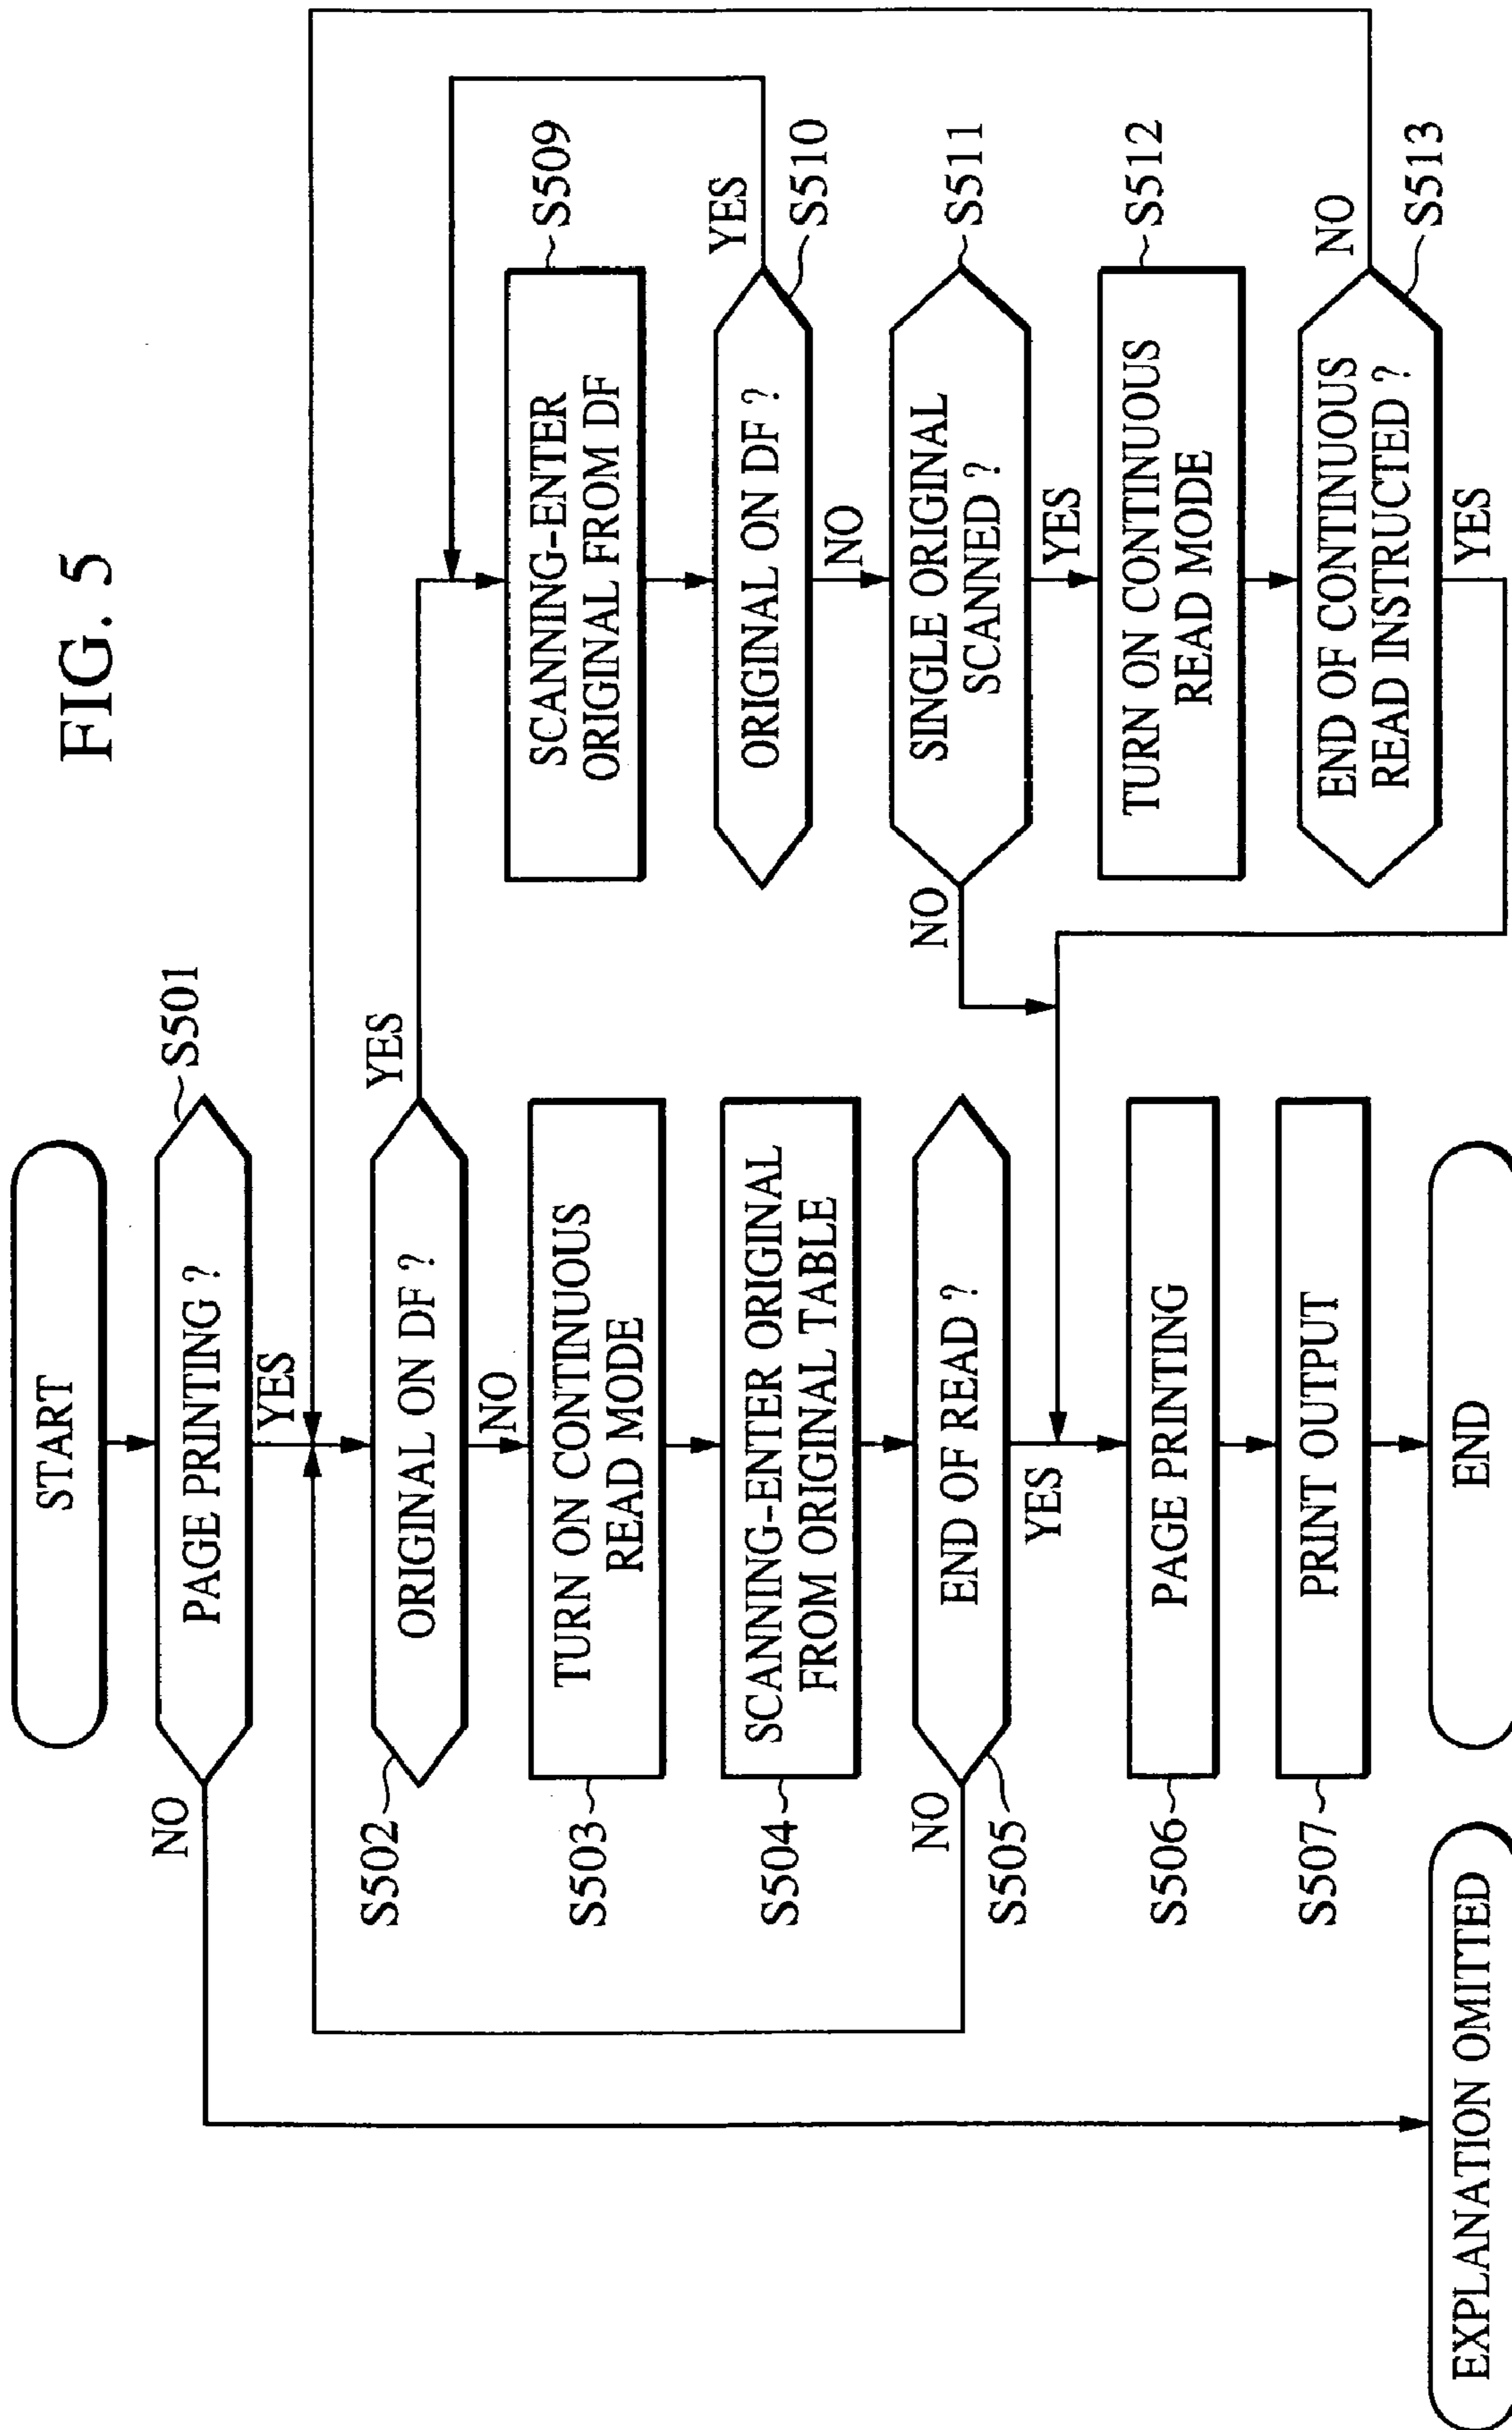 FIG. 5
START
PAGE PRINTING ?
S501
NO
YES
ORIGINAL ON DF ?
S502
YES
NO
TURN ON CONTINUOUS
READ MODE
S503
SCANNING-ENTER ORIGINAL
FROM ORIGINAL TABLE
S504
END OF READ ?
S505
NO
YES
PAGE PRINTING
S506
PRINT OUTPUT
S507
END
EXPLANATION OMITTED
SCANNING-ENTER
ORIGINAL FROM DF
S509
ORIGINAL ON DF ?
S510
YES
NO
SINGLE ORIGINAL
SCANNED ?
S511
NO
YES
TURN ON CONTINUOUS
READ MODE
S512
END OF CONTINUOUS
READ INSTRUCTED ?
S513
NO
YES